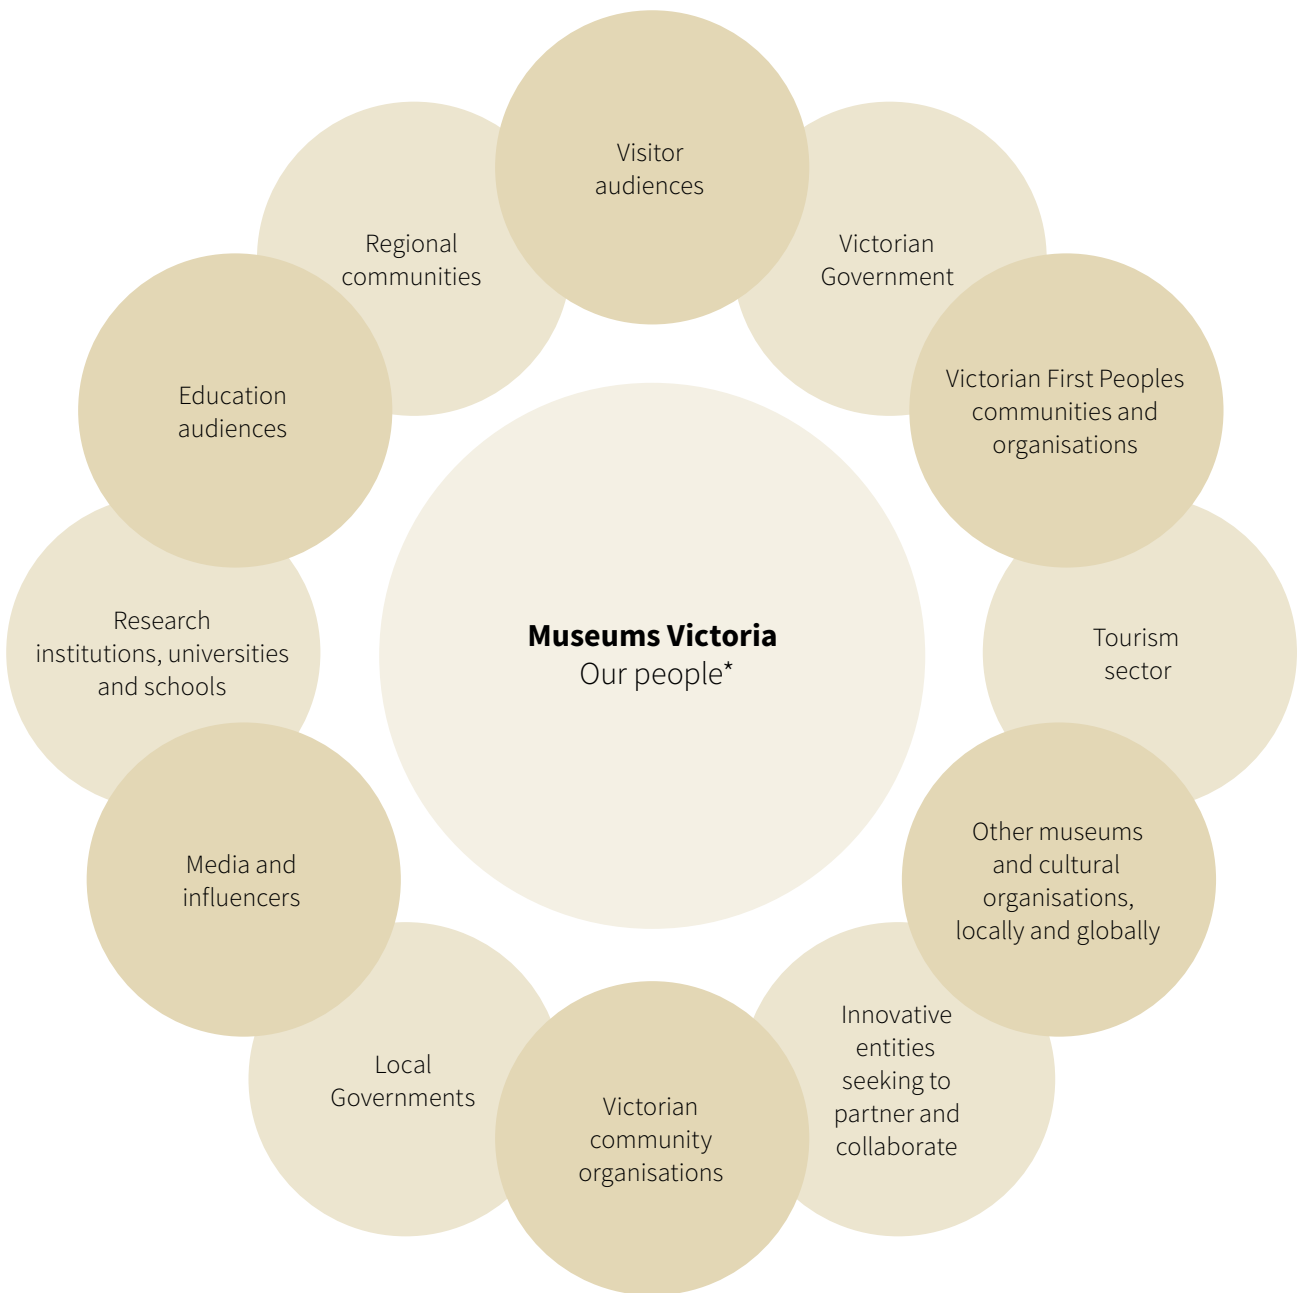 Visitor
audiences
Victorian
Government
Victorian First Peoples
communities and
organisations
Tourism
sector
Other museums
and cultural
organisations,
locally and globally
Innovative
entities
seeking to
partner and
collaborate
Victorian
community
organisations
Local
Governments
Media and
influencers
Research
institutions, universities
and schools
Education
audiences
Regional
communities
Museums Victoria
Our people*